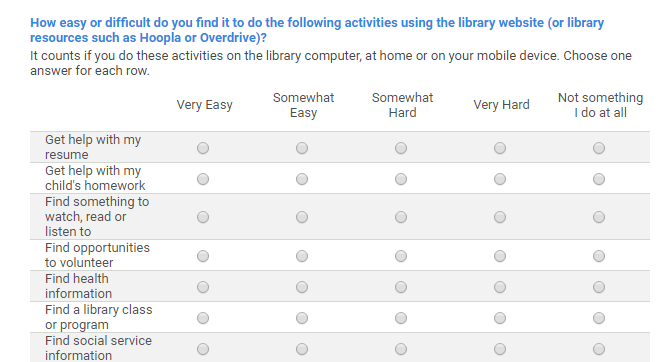 How easy or difficult do you find it to do the following activities using the library website (or library
resources such as Hoopla or Overdrive)?
It counts if you do these activities on the library computer, at home or on your mobile device. Choose one
answer for each row.
Very Easy
Somewhat
Easy
Somewhat
Hard
Very Hard
Not something
I do at all
Get help with my
resume
Get help with my
child's homework
Find something to
watch, read or
listen to
Find opportunities
to volunteer
Find health
information
Find a library class
or program
Find social service
information